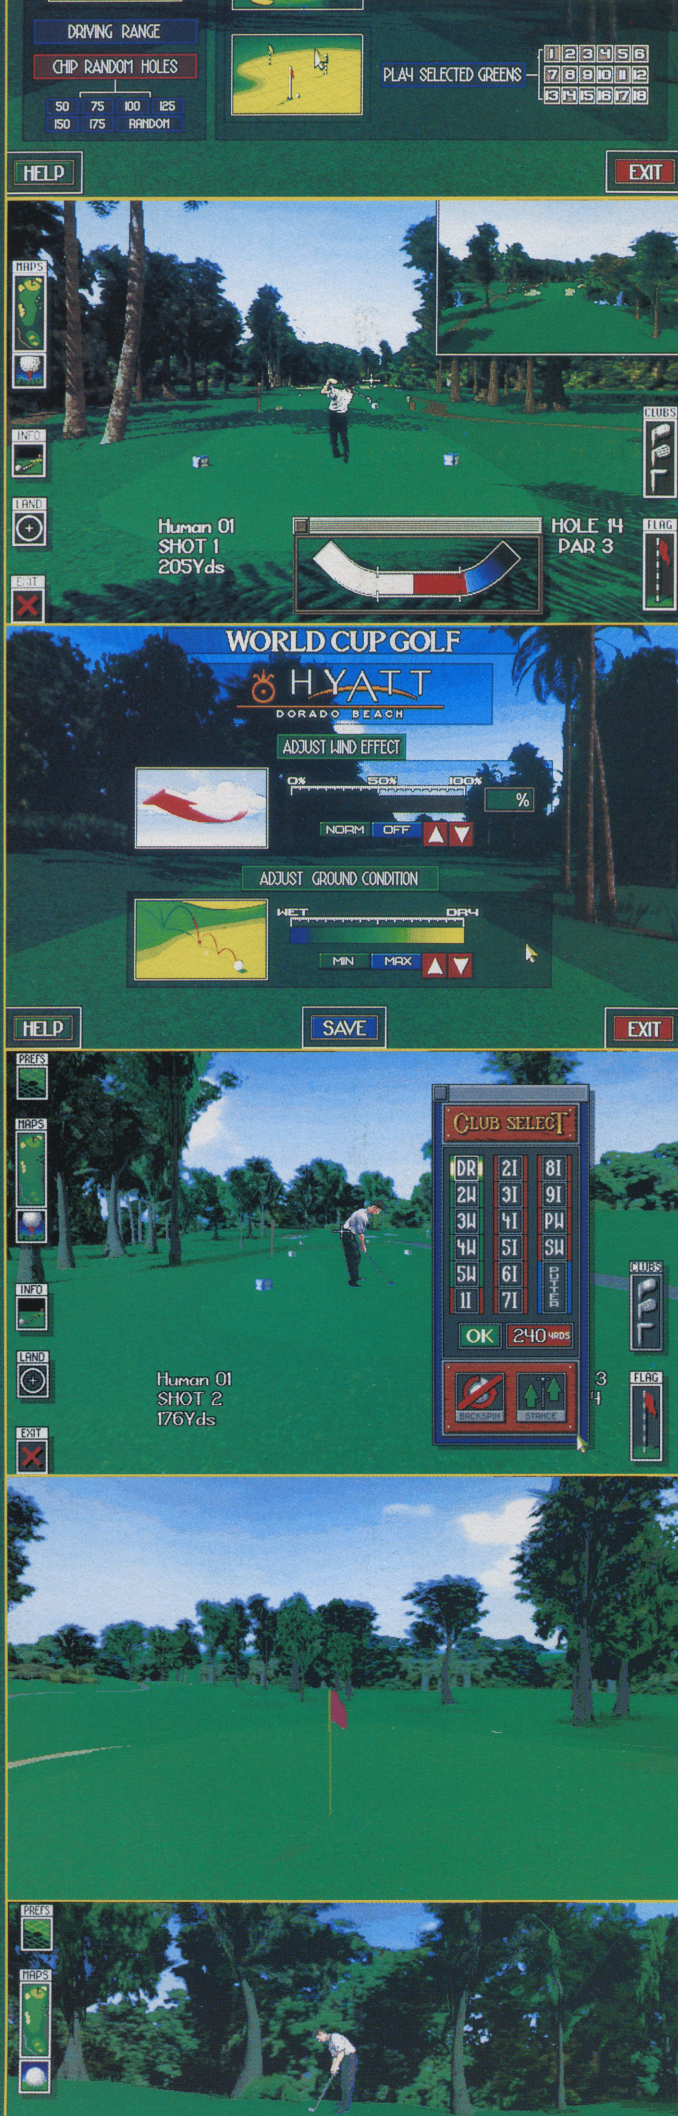 DRIVING RANGE
CHIP RANDOM HOLES
50 75 100 125
150 175 RANDOM
PLAY SELECTED GREENS
1 2 3 4 5 6
7 8 9 10 11 12
13 14 15 16 17 18
HELP
EXIT
MAPS
INFO
LAND
EXIT
CLUBS
FLAG
Human 01
SHOT 1
205Yds
HOLE 14
PAR 3
WORLD CUP GOLF
HYATT
DORADO BEACH
ADJUST WIND EFFECT
0% 50% 100%
%
NORM OFF
ADJUST GROUND CONDITION
WET DRY
MIN MAX
HELP
SAVE
EXIT
PREFS
MAPS
INFO
LAND
EXIT
CLUB SELECT
DR 2I 8I
2W 3I 9I
3W 4I PW
4W 5I SW
5W 6I PUTTER
1I 7I
OK 240 YRDS
BACKSPIN STANCE
CLUBS
FLAG
Human 01
SHOT 2
176Yds
3
4
PREFS
MAPS